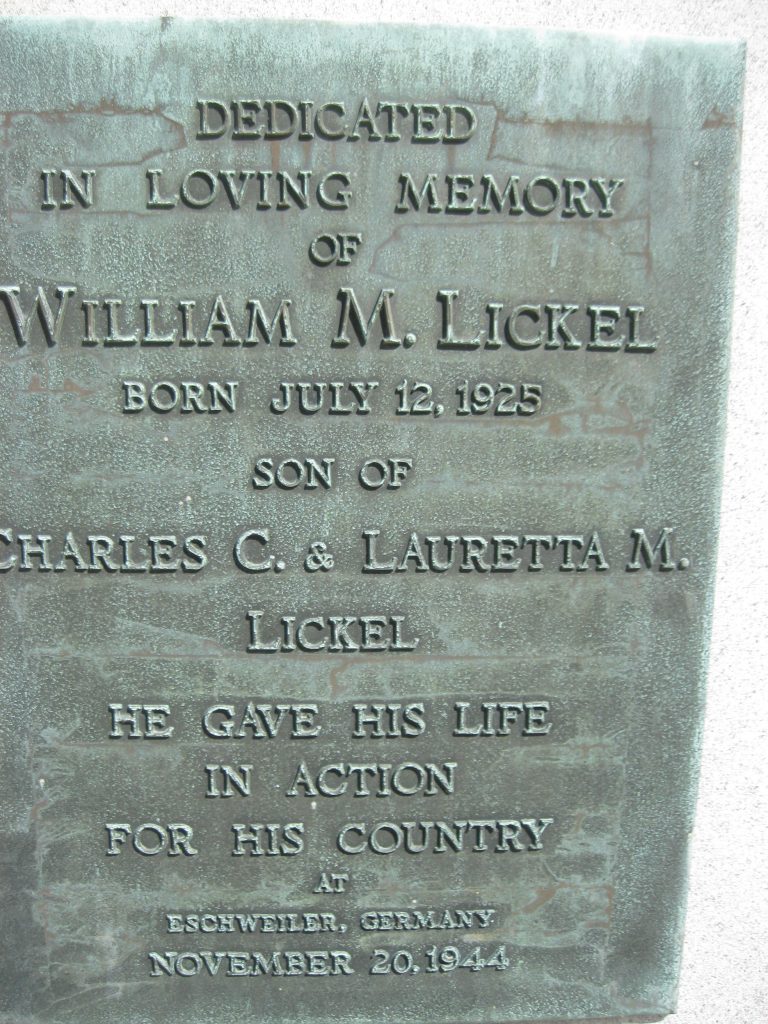 DEDICATED
IN LOVING MEMORY
OF
WILLIAM M. LICKEL
BORN JULY 12, 1925
SON OF
CHARLES C. & LAURETTA M.
LICKEL
HE GAVE HIS LIFE
IN ACTION
FOR HIS COUNTRY
AT
ESCHWEILER, GERMANY
NOVEMBER 20, 1944